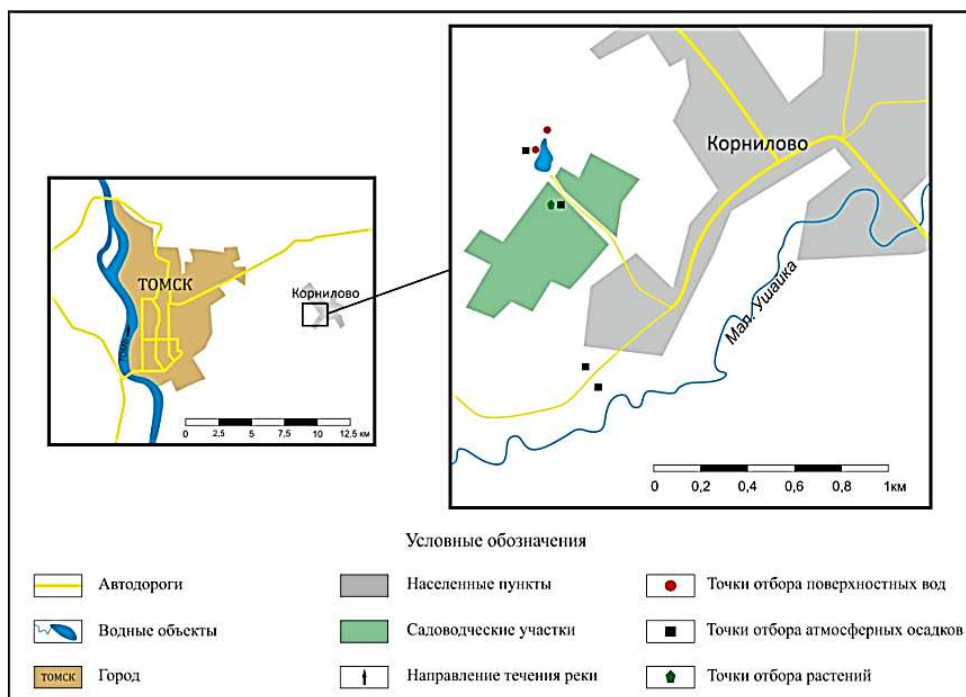 Корнилово
Мал. Ушайка
0 0,2 0,4 0,6 0,8 1км
ТОМСК
Корнилово
0 2,5 5 7,5 10 12,5 км
Условные обозначения
Автодороги
Населенные пункты
Точки отбора поверхностных вод
Водные объекты
Садоводческие участки
Точки отбора атмосферных осадков
ТОМСК
Город
Направление течения реки
Точки отбора растений